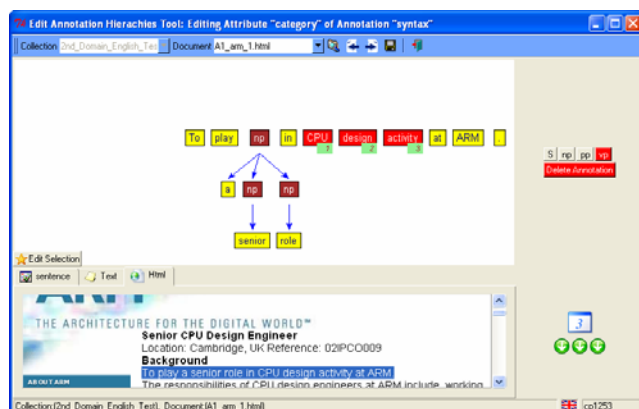 Edit Annotation Hierachies Tool: Editing Attribute "category" of Annotation "syntax"
Collection 2nd_Domain_English_Tes Document A1_arm_1.html
To play np in CPU design activity at ARM .
1 2 3
S np pp vp
Delete Annotation
a np np
senior role
Edit Selection
sentence Text Html
THE ARCHITECTURE FOR THE DIGITAL WORLD™
Senior CPU Design Engineer
Location: Cambridge, UK Reference: 02IPCO009
Background
To play a senior role in CPU design activity at ARM
ABOUT ARM
The responsibilities of CPU design engineers at ARM include, working
3
Collection:[2nd_Domain_English_Test], Document:[A1_arm_1.html]
cp1253